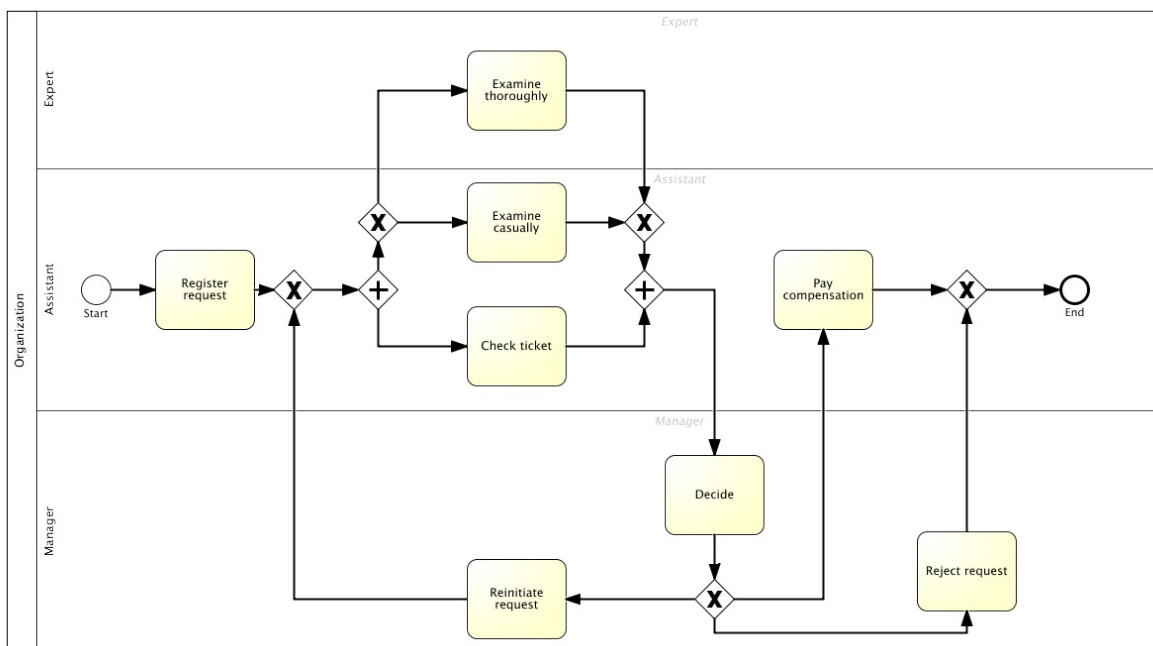 Expert
Expert
Examine
thoroughly
Assistant
Examine
casually
Organization
Assistant
Start
Register
request
Check ticket
Pay
compensation
End
Manager
Manager
Decide
Reinitiate
request
Reject request